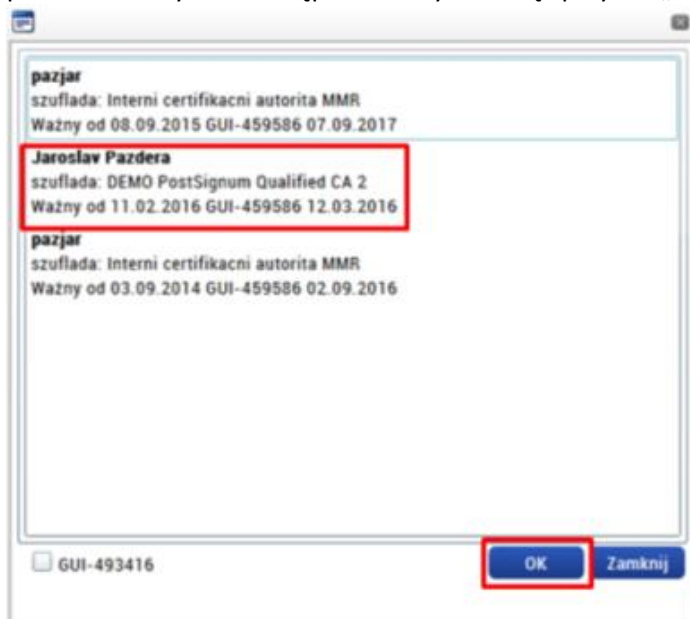 pazjar
szuflada: Interni certifikacni autorita MMR
Ważny od 08.09.2015 GUI-459586 07.09.2017
Jaroslav Pazdera
szuflada: DEMO PostSignum Qualified CA 2
Ważny od 11.02.2016 GUI-459586 12.03.2016
pazjar
szuflada: Interni certifikacni autorita MMR
Ważny od 03.09.2014 GUI-459586 02.09.2016
GUI-493416 OK Zamknij